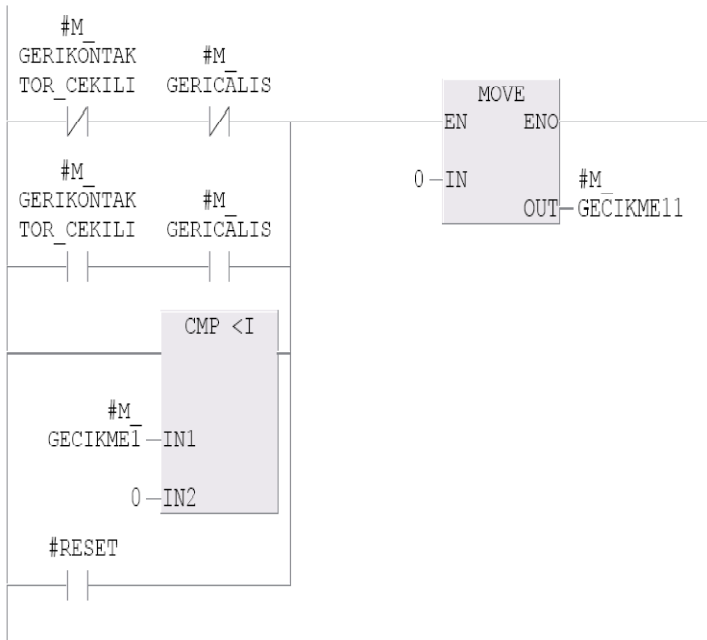 #M_
GERIKONTAK
TOR_CEKILI
#M_
GERICALIS
MOVE
EN
ENO
0
IN
OUT
#M_
GECIKME11
#M_
GERIKONTAK
TOR_CEKILI
#M_
GERICALIS
CMP <I
#M_
GECIKME1
IN1
0
IN2
#RESET